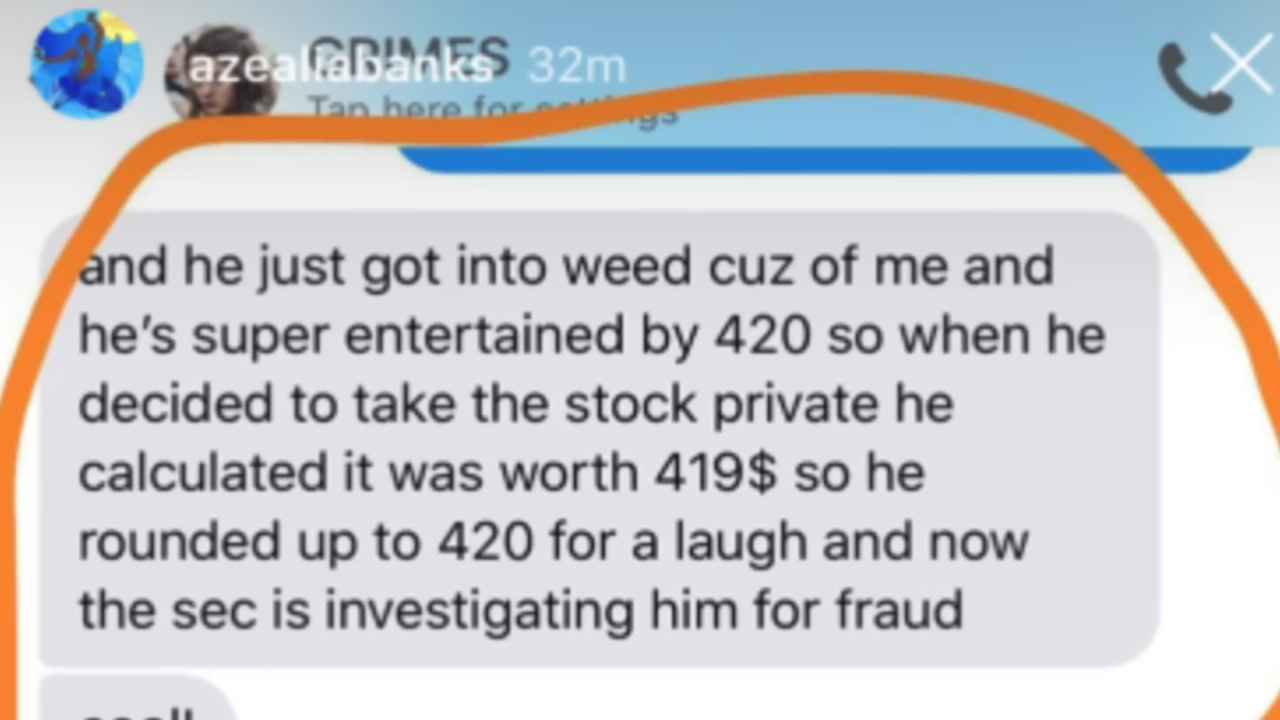 GRIMES
azealiabanks 32m
Tap here for settings
and he just got into weed cuz of me and
he's super entertained by 420 so when he
decided to take the stock private he
calculated it was worth 419$ so he
rounded up to 420 for a laugh and now
the sec is investigating him for fraud